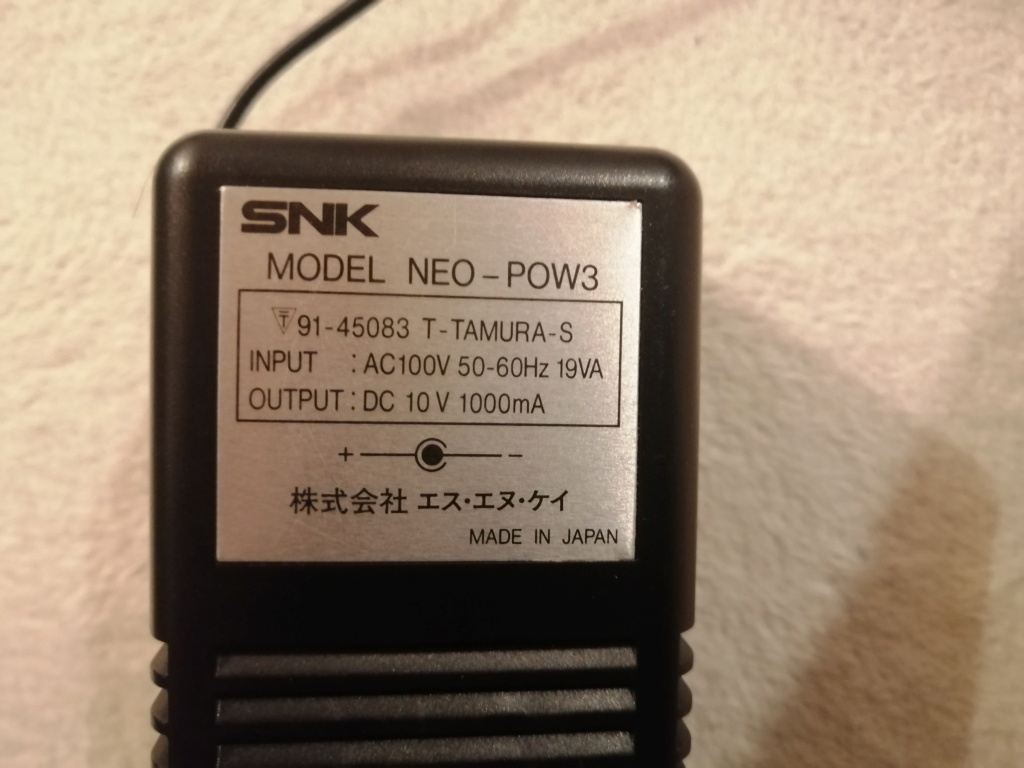 SNK
MODEL NEO-POW3
〒91-45083 T-TAMURA-S
INPUT : AC100V 50-60Hz 19VA
OUTPUT : DC 10V 1000mA
+ −
株式会社 エス・エヌ・ケイ
MADE IN JAPAN